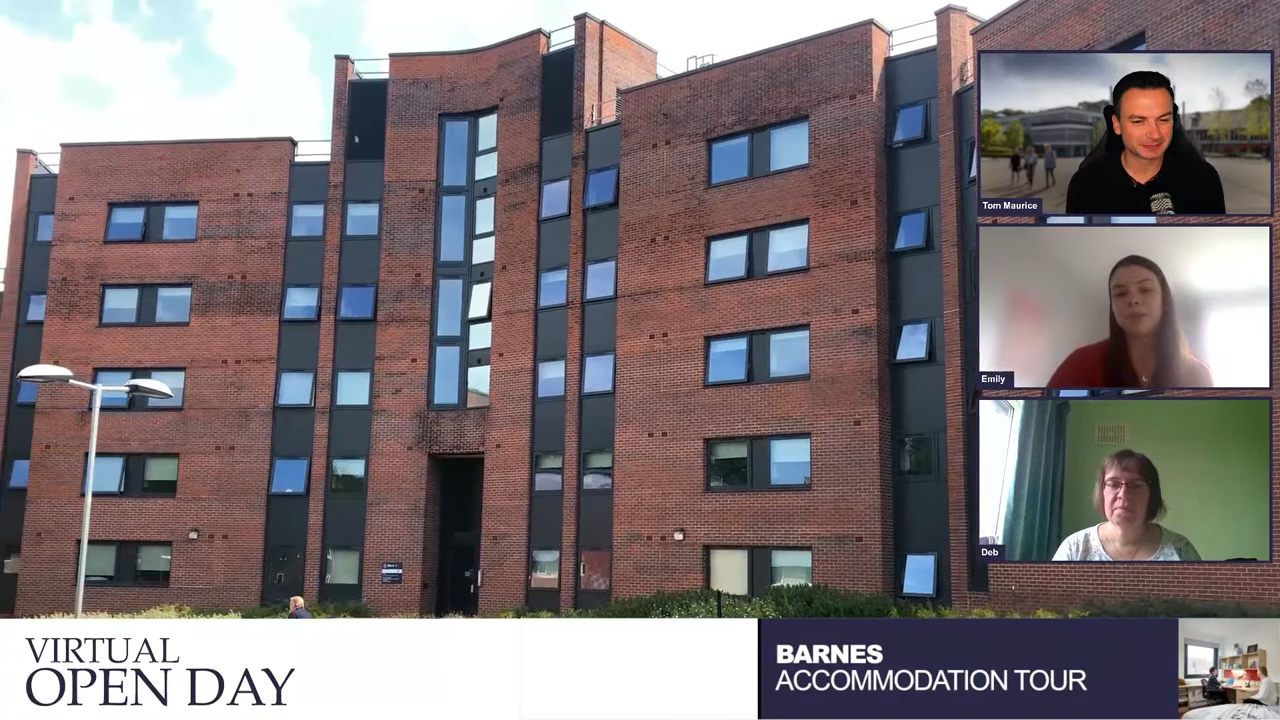 Tom Maurice
Emily
Deb
VIRTUAL
OPEN DAY
BARNES
ACCOMMODATION TOUR